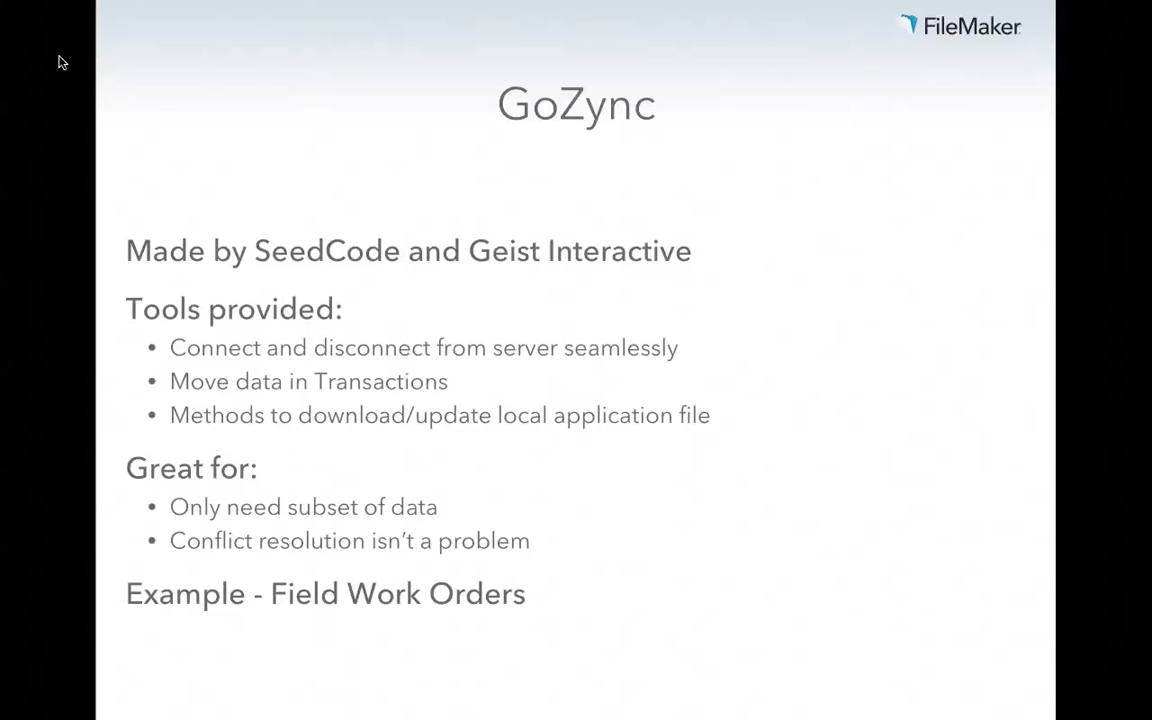 FileMaker
GoZync
Made by SeedCode and Geist Interactive
Tools provided:
• Connect and disconnect from server seamlessly
• Move data in Transactions
• Methods to download/update local application file
Great for:
• Only need subset of data
• Conflict resolution isn't a problem
Example - Field Work Orders